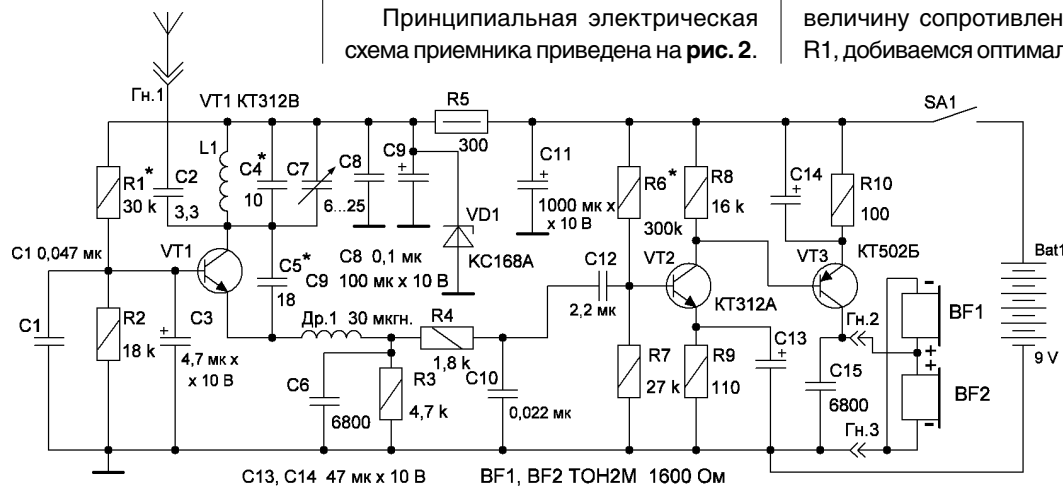 Принципиальная электрическая
схема приемника приведена на рис. 2.
величину сопротивлен
R1, добиваемся оптимал
Гн.1
VT1 КТ312В
R5
300
SA1
L1
R1*
30 k
C2
3,3
C4*
10
C7
6...25
C8
C9
VD1
КС168А
C11
1000 мк х
х 10 В
R6*
300k
R8
16 k
C14
R10
100
C1 0,047 мк
VT1
C5*
18
C8 0,1 мк
C9 100 мк х 10 В
C12
2,2 мк
VT2
КТ312А
VT3
КТ502Б
Bat1
9 V
C1
R2
18 k
C3
4,7 мк х
х 10 В
Др.1 30 мкгн.
R4
1,8 k
C6
6800
R3
4,7 k
C10
0,022 мк
R7
27 k
R9
110
C13
C15
6800
Гн.2
Гн.3
BF1
BF2
C13, C14 47 мк х 10 В
BF1, BF2 ТОН2М 1600 Ом